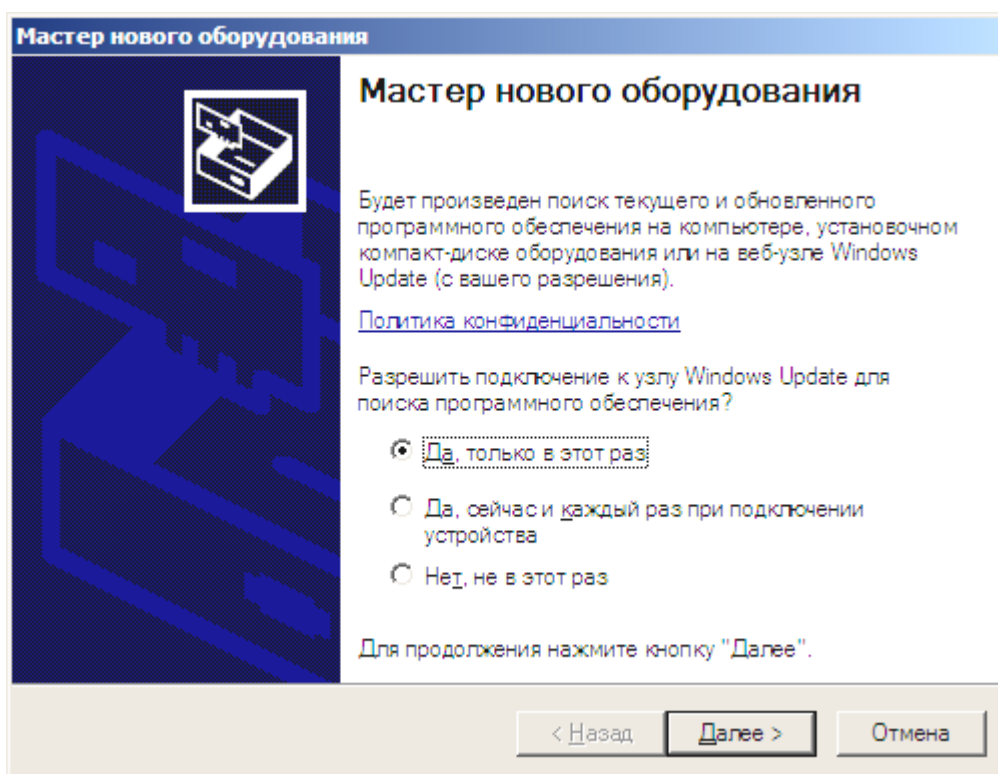 Мастер нового оборудования
Мастер нового оборудования
Будет произведен поиск текущего и обновленного
программного обеспечения на компьютере, установочном
компакт-диске оборудования или на веб-узле Windows
Update (с вашего разрешения).
Политика конфиденциальности
Разрешить подключение к узлу Windows Update для
поиска программного обеспечения?
Да, только в этот раз
Да, сейчас и каждый раз при подключении
устройства
Нет, не в этот раз
Для продолжения нажмите кнопку "Далее".
< Назад Далее > Отмена